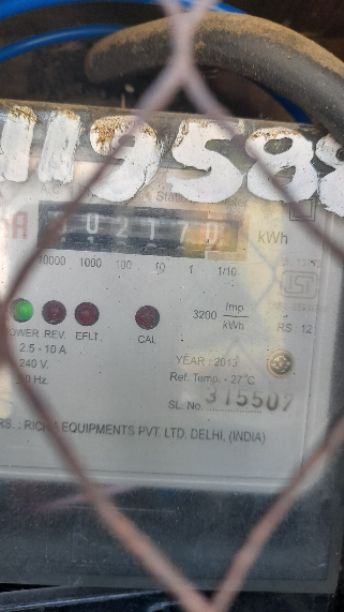 119588
02170
kWh
10000 1000 100 10 1 1/10
POWER REV. EFLT. CAL
3200 Imp/kWh
2.5 - 10 A
240 V.
YEAR : 2013
Ref. Temp. - 27°C
SL. No. 315507
EQUIPMENTS PVT. LTD. DELHI, (INDIA)